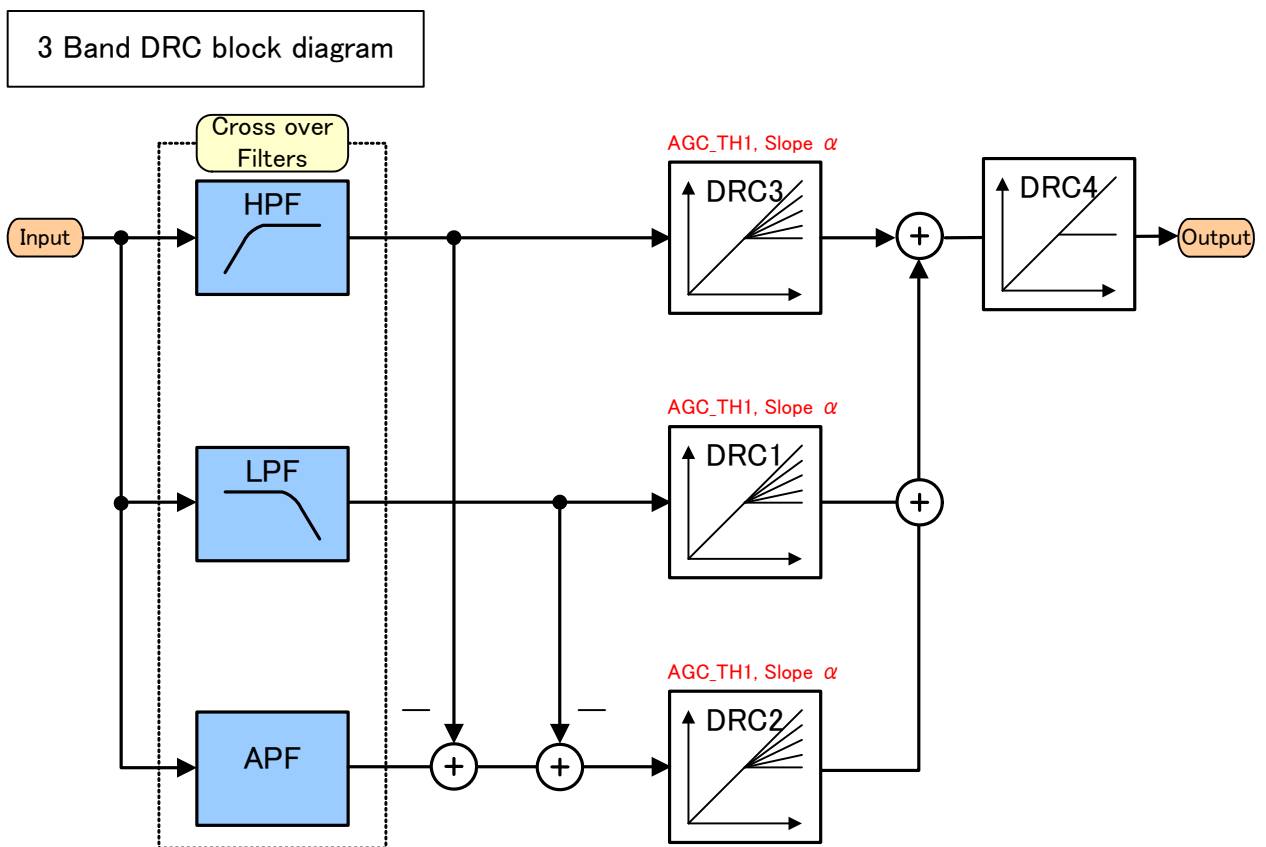 3 Band DRC block diagram
Cross over
Filters
AGC_TH1, Slope α
HPF
DRC3
DRC4
Input
+
Output
AGC_TH1, Slope α
LPF
DRC1
+
AGC_TH1, Slope α
— —
DRC2
APF
+
+